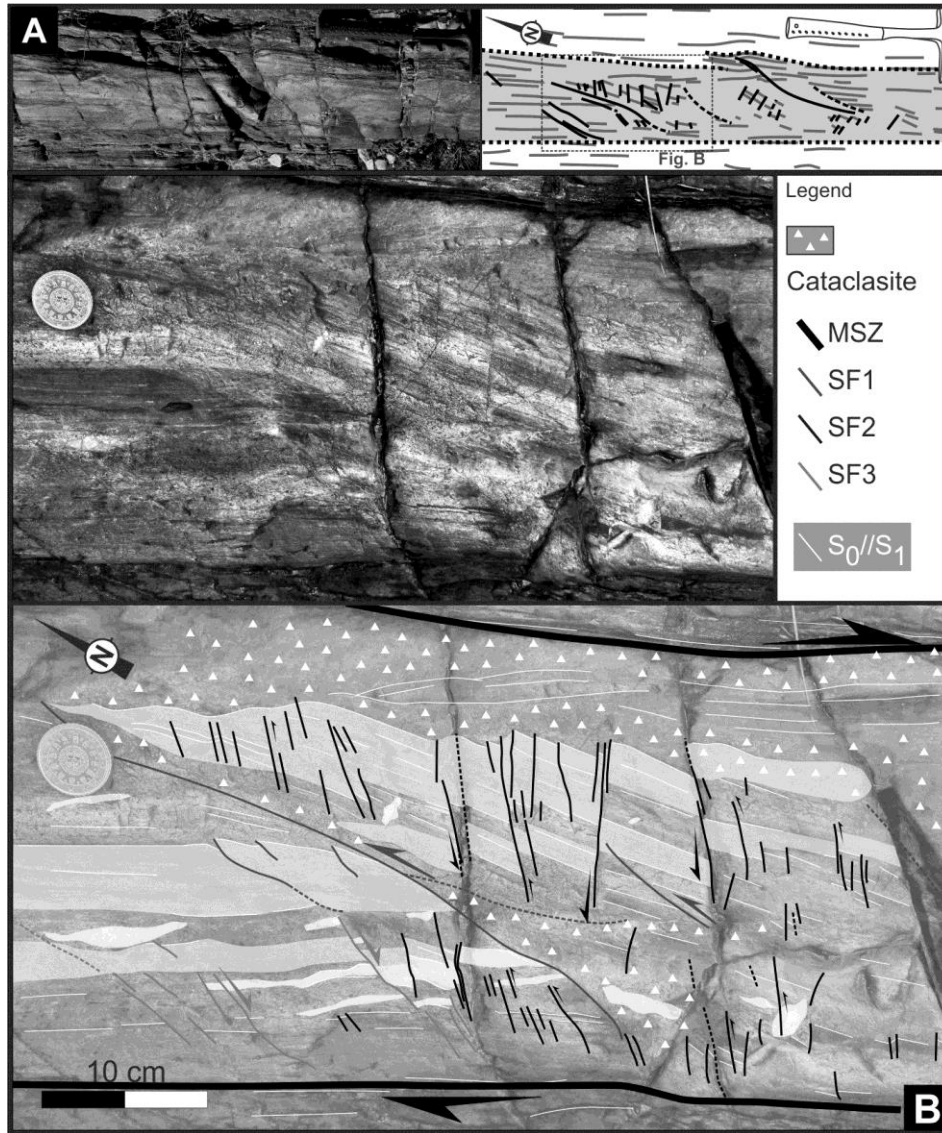 A
N
Fig. B
Legend
Cataclasite
MSZ
SF1
SF2
SF3
S0//S1
N
10 cm
B